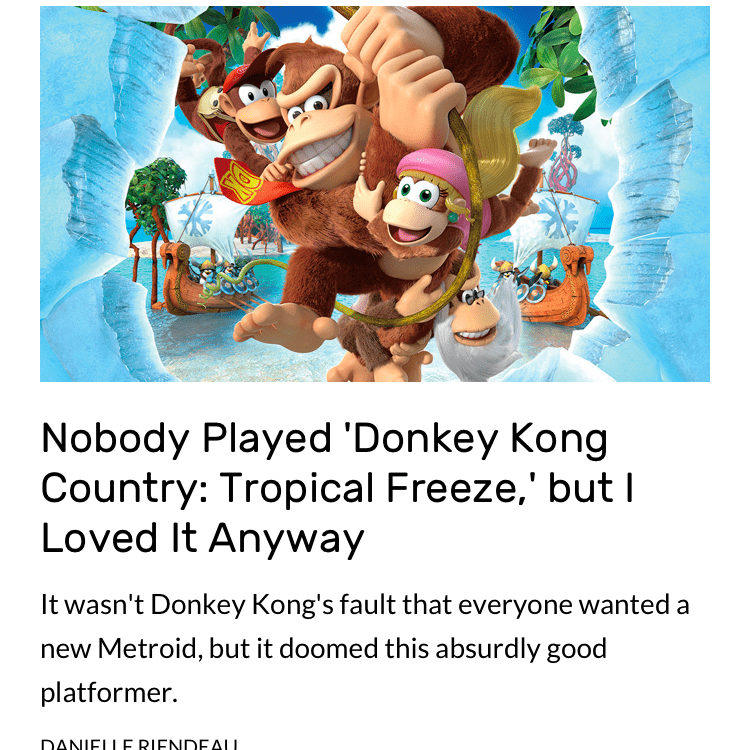 Nobody Played 'Donkey Kong
Country: Tropical Freeze,' but I
Loved It Anyway
It wasn't Donkey Kong's fault that everyone wanted a
new Metroid, but it doomed this absurdly good
platformer.
DANIELLE RIENDEAU